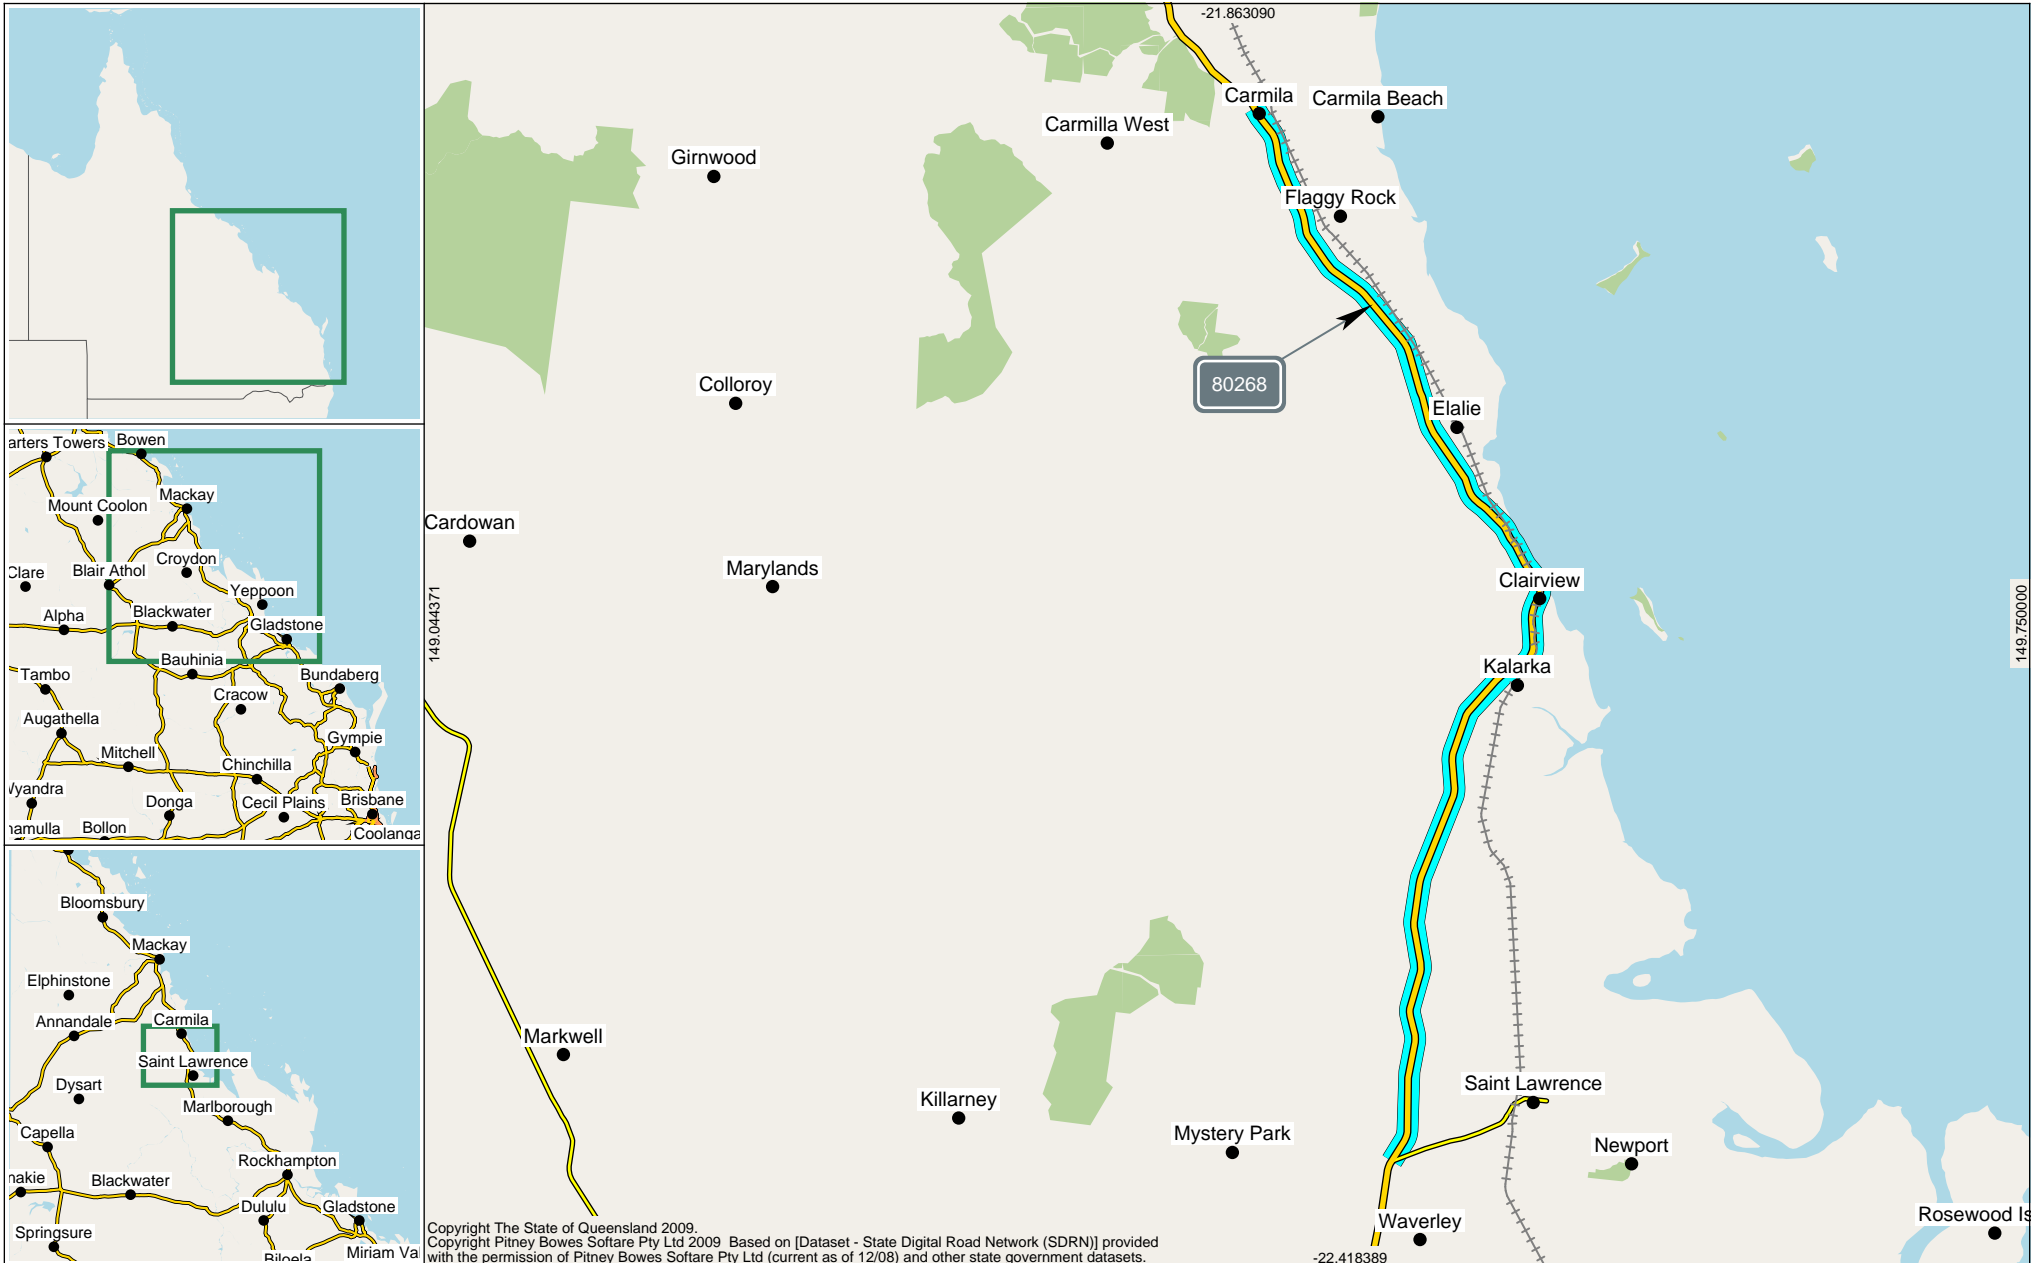 arters Towers
Bowen
Mackay
Mount Coolon
Croydon
Clare
Blair Athol
Yeppoon
Blackwater
Alpha
Gladstone
Bauhinia
Tambo
Bundaberg
Cracow
Augathella
Gympie
Mitchell
Chinchilla
Wyandra
Donga
Cecil Plains
Brisbane
namulla
Bollon
Coolanga
Bloomsbury
Mackay
Elphinstone
Annandale
Carmila
Saint Lawrence
Dysart
Marlborough
Capella
Rockhampton
nakie
Blackwater
Dululu
Gladstone
Springsure
Biloela
Miriam Val
-21.863090
Carmila
Carmila Beach
Carmilla West
Girnwood
Flaggy Rock
80268
Colloroy
Elalie
Cardowan
Marylands
Clairview
149.044371
149.750000
Kalarka
Markwell
Saint Lawrence
Killarney
Mystery Park
Newport
Waverley
Rosewood Is
-22.418389
Copyright The State of Queensland 2009.
Copyright Pitney Bowes Softare Pty Ltd 2009 Based on [Dataset - State Digital Road Network (SDRN)] provided
with the permission of Pitney Bowes Softare Pty Ltd (current as of 12/08) and other state government datasets.